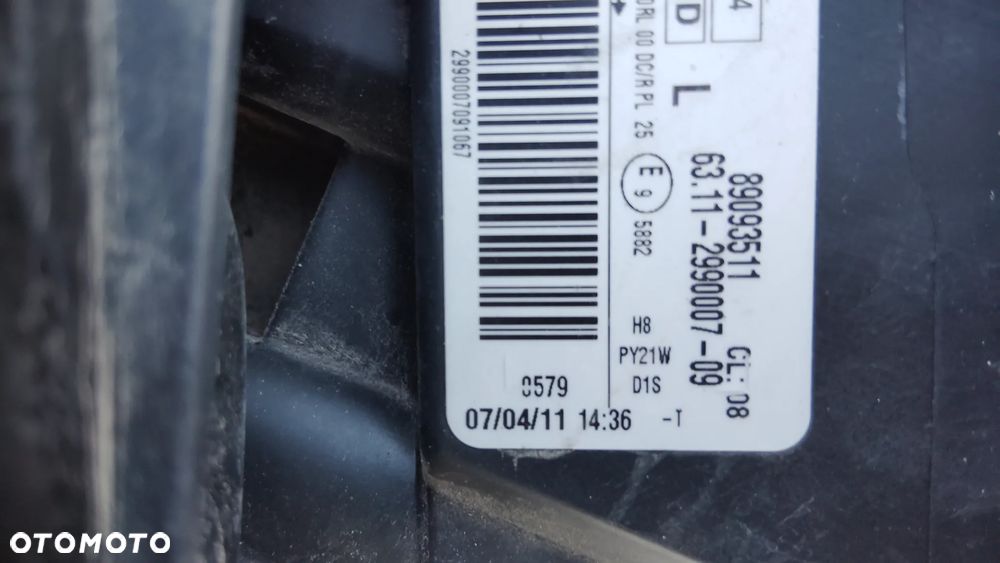 4
D
L
DRL 00 DC/R PL 25
E
9
5882
89093511 CL: 08
63.11-2990007-09
2990007091067
H8
PY21W
D1S
0579
07/04/11 14:36 -T
OTOMOTO